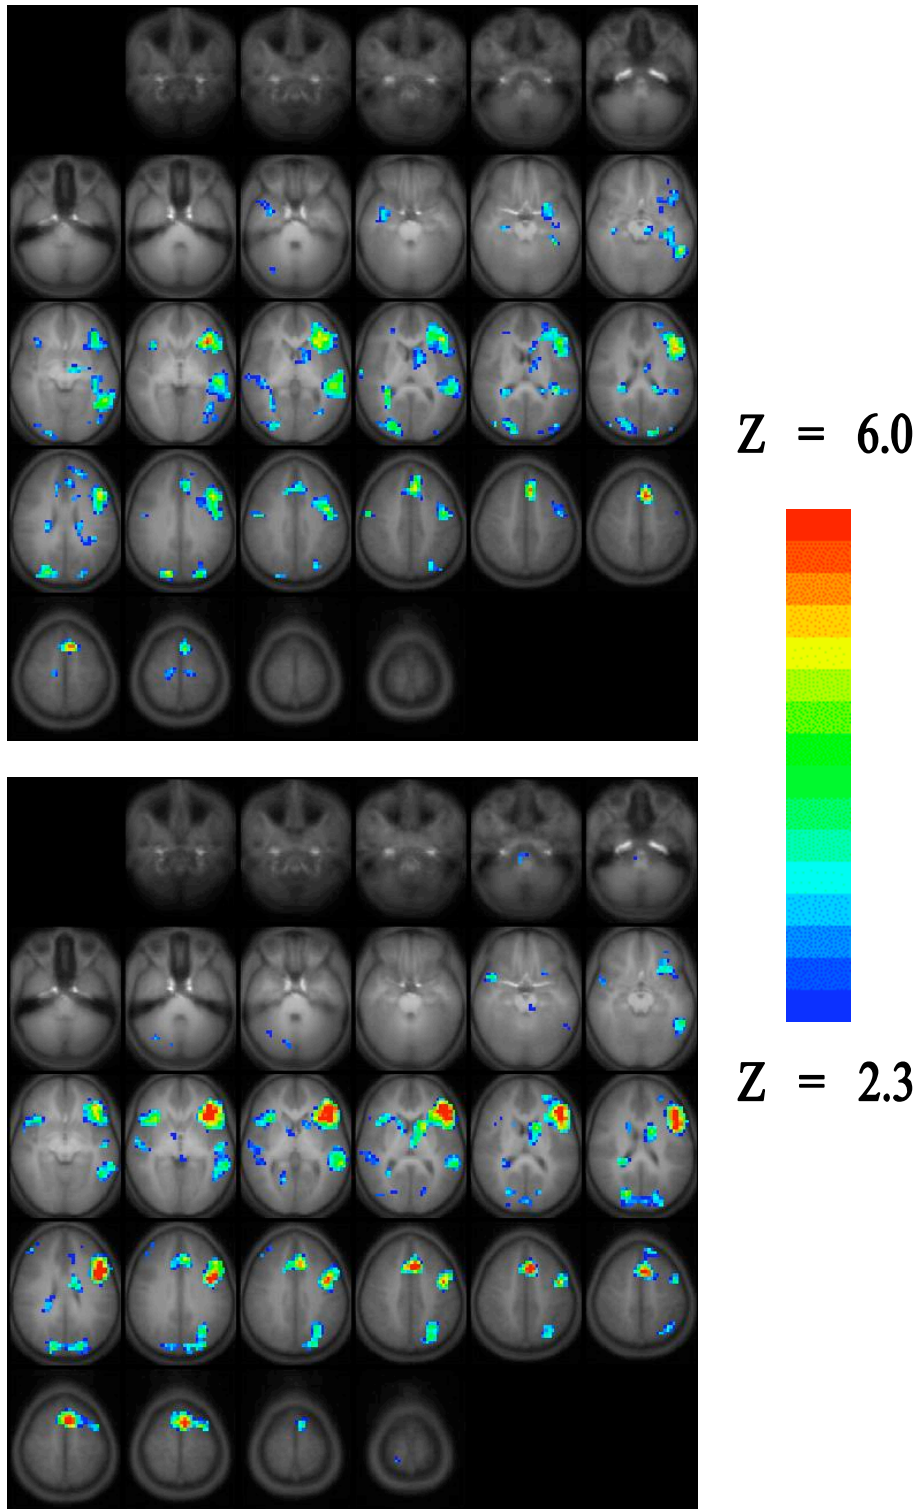 Z = 6.0
Z = 2.3